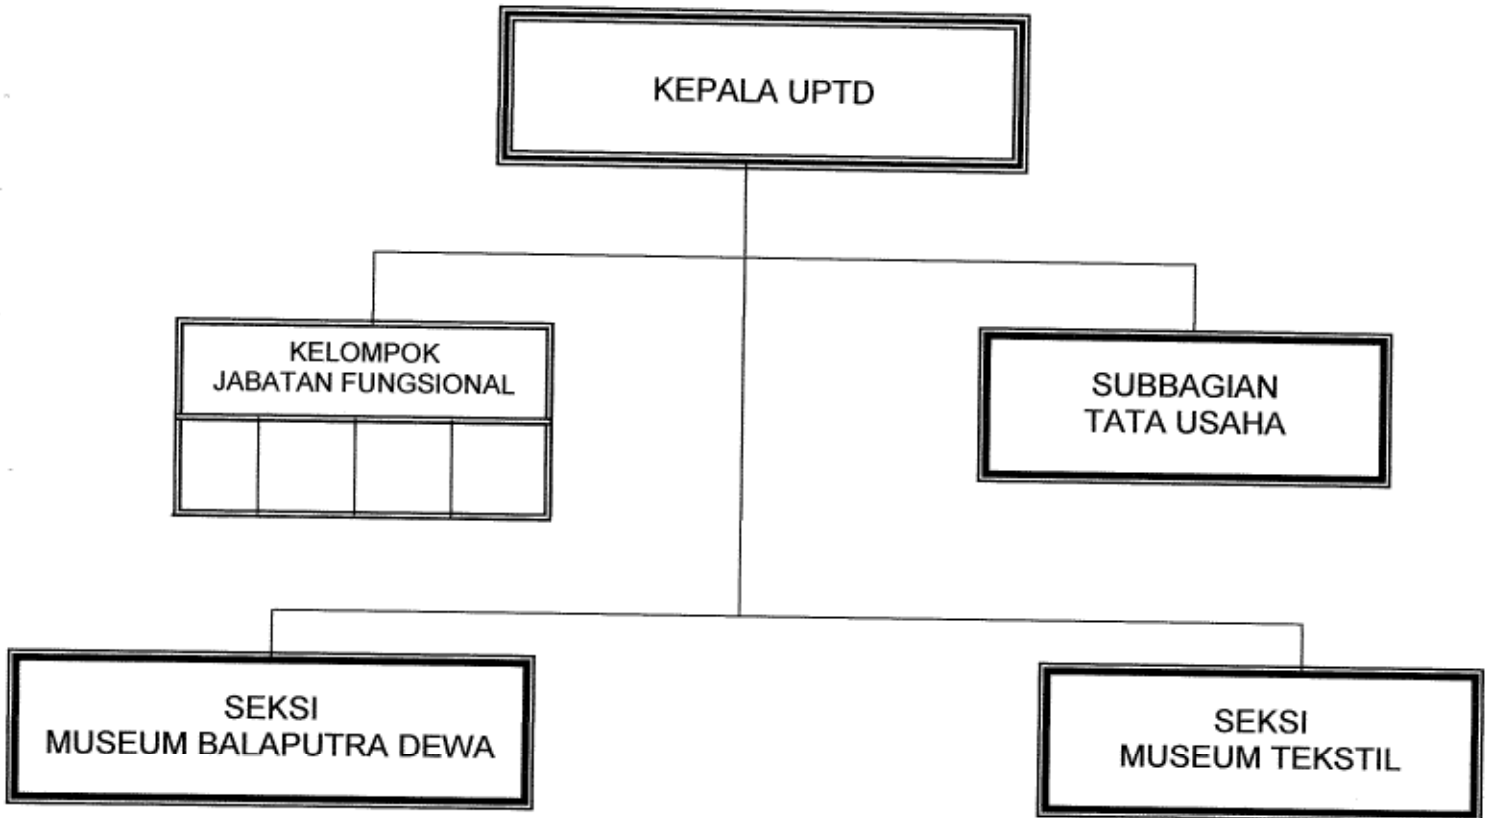 KEPALA UPTD
KELOMPOK
JABATAN FUNGSIONAL
SUBBAGIAN
TATA USAHA
SEKSI
MUSEUM BALAPUTRA DEWA
SEKSI
MUSEUM TEKSTIL